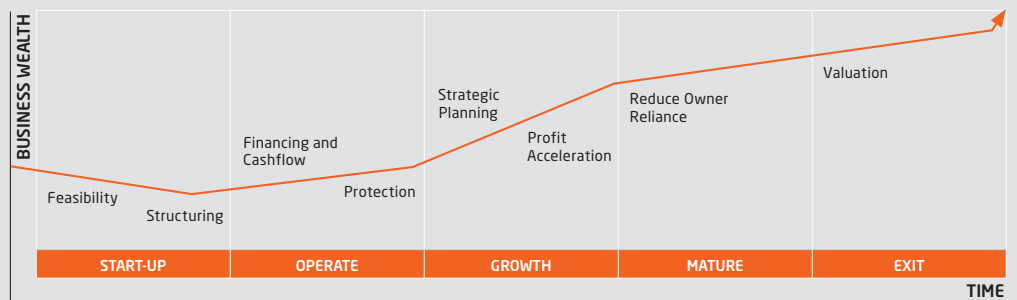 BUSINESS WEALTH
Feasibility
Structuring
Financing and
Cashflow
Protection
Strategic
Planning
Profit
Acceleration
Reduce Owner
Reliance
Valuation
START-UP
OPERATE
GROWTH
MATURE
EXIT
TIME